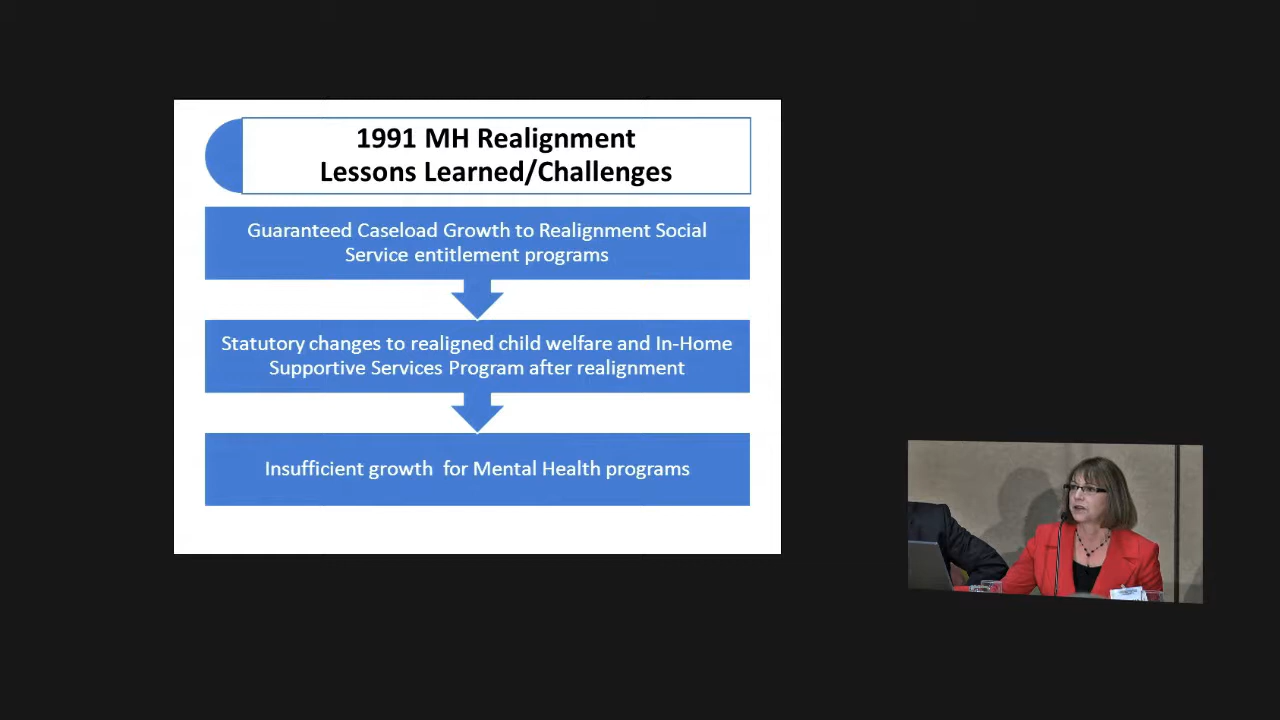 1991 MH Realignment
Lessons Learned/Challenges
Guaranteed Caseload Growth to Realignment Social
Service entitlement programs
Statutory changes to realigned child welfare and In-Home
Supportive Services Program after realignment
Insufficient growth for Mental Health programs